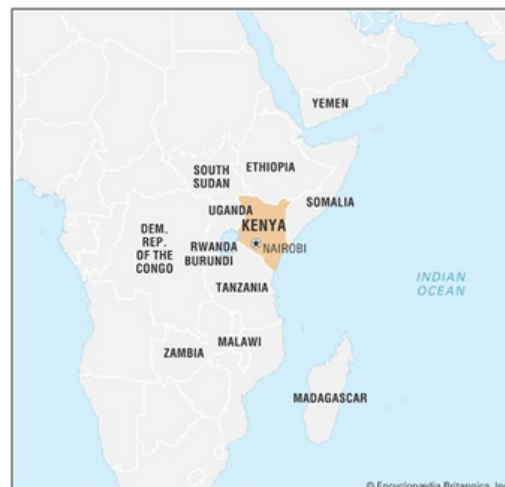 YEMEN
SOUTH
SUDAN
ETHIOPIA
UGANDA
SOMALIA
KENYA
NAIROBI
DEM.
REP.
OF THE
CONGO
RWANDA
BURUNDI
TANZANIA
INDIAN
OCEAN
ZAMBIA
MALAWI
MADAGASCAR
© Encyclopædia Britannica, Inc